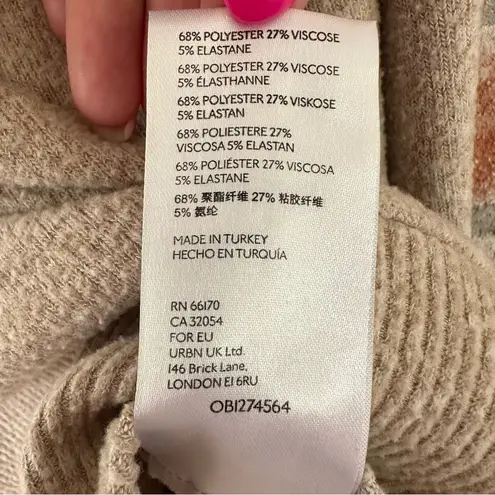 68% POLYESTER 27% VISCOSE
5% ELASTANE
68% POLYESTER 27% VISCOSE
5% ÉLASTHANNE
68% POLYESTER 27% VISKOSE
5% ELASTAN
68% POLIESTERE 27%
VISCOSA 5% ELASTAN
68% POLIÉSTER 27% VISCOSA
5% ELASTANE
68% 聚酯纤维 27% 粘胶纤维
5% 氨纶
MADE IN TURKEY
HECHO EN TURQUÍA
RN 66170
CA 32054
FOR EU
URBN UK Ltd.
146 Brick Lane,
LONDON E1 6RU
OB1274564